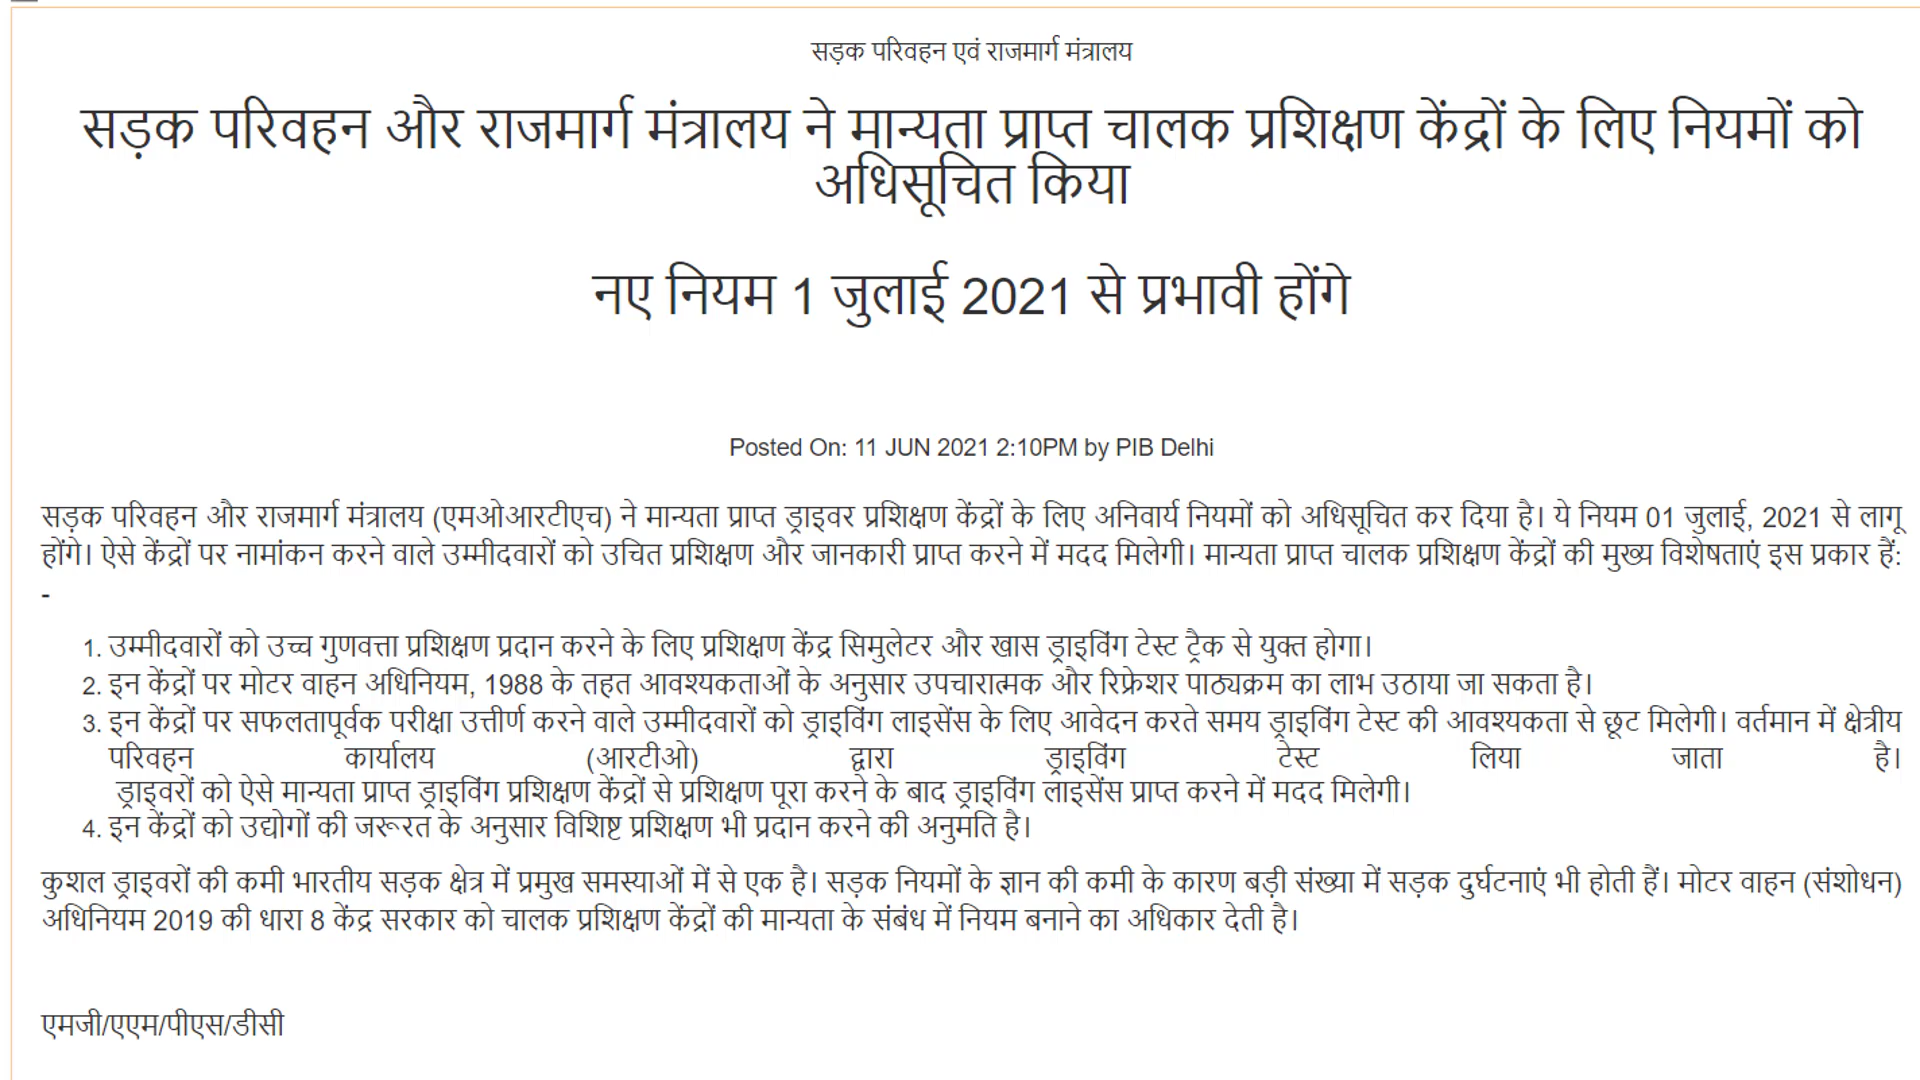 सड़क परिवहन एवं राजमार्ग मंत्रालय
सड़क परिवहन और राजमार्ग मंत्रालय ने मान्यता प्राप्त चालक प्रशिक्षण केंद्रों के लिए नियमों को
अधिसूचित किया
नए नियम 1 जुलाई 2021 से प्रभावी होंगे
Posted On: 11 JUN 2021 2:10PM by PIB Delhi
सड़क परिवहन और राजमार्ग मंत्रालय (एमओआरटीएच) ने मान्यता प्राप्त ड्राइवर प्रशिक्षण केंद्रों के लिए अनिवार्य नियमों को अधिसूचित कर दिया है। ये नियम 01 जुलाई, 2021 से लागू
होंगे। ऐसे केंद्रों पर नामांकन करने वाले उम्मीदवारों को उचित प्रशिक्षण और जानकारी प्राप्त करने में मदद मिलेगी। मान्यता प्राप्त चालक प्रशिक्षण केंद्रों की मुख्य विशेषताएं इस प्रकार हैं:
-
1. उम्मीदवारों को उच्च गुणवत्ता प्रशिक्षण प्रदान करने के लिए प्रशिक्षण केंद्र सिमुलेटर और खास ड्राइविंग टेस्ट ट्रैक से युक्त होगा।
2. इन केंद्रों पर मोटर वाहन अधिनियम, 1988 के तहत आवश्यकताओं के अनुसार उपचारात्मक और रिफ्रेशर पाठ्यक्रम का लाभ उठाया जा सकता है।
3. इन केंद्रों पर सफलतापूर्वक परीक्षा उत्तीर्ण करने वाले उम्मीदवारों को ड्राइविंग लाइसेंस के लिए आवेदन करते समय ड्राइविंग टेस्ट की आवश्यकता से छूट मिलेगी। वर्तमान में क्षेत्रीय
परिवहन कार्यालय (आरटीओ) द्वारा ड्राइविंग टेस्ट लिया जाता है।
ड्राइवरों को ऐसे मान्यता प्राप्त ड्राइविंग प्रशिक्षण केंद्रों से प्रशिक्षण पूरा करने के बाद ड्राइविंग लाइसेंस प्राप्त करने में मदद मिलेगी।
4. इन केंद्रों को उद्योगों की जरूरत के अनुसार विशिष्ट प्रशिक्षण भी प्रदान करने की अनुमति है।
कुशल ड्राइवरों की कमी भारतीय सड़क क्षेत्र में प्रमुख समस्याओं में से एक है। सड़क नियमों के ज्ञान की कमी के कारण बड़ी संख्या में सड़क दुर्घटनाएं भी होती हैं। मोटर वाहन (संशोधन)
अधिनियम 2019 की धारा 8 केंद्र सरकार को चालक प्रशिक्षण केंद्रों की मान्यता के संबंध में नियम बनाने का अधिकार देती है।
एमजी/एएम/पीएस/डीसी